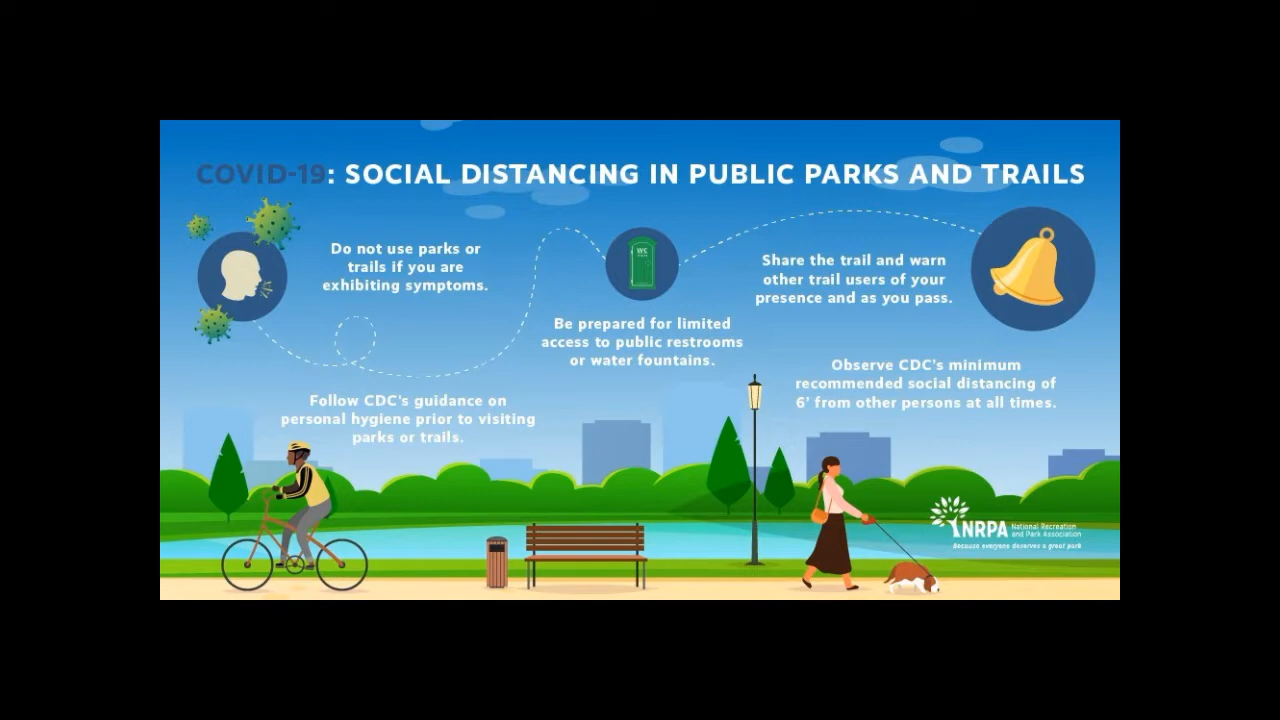 COVID-19: SOCIAL DISTANCING IN PUBLIC PARKS AND TRAILS
Do not use parks or
trails if you are
exhibiting symptoms.
Follow CDC's guidance on
personal hygiene prior to visiting
parks or trails.
WC
Be prepared for limited
access to public restrooms
or water fountains.
Share the trail and warn
other trail users of your
presence and as you pass.
Observe CDC's minimum
recommended social distancing of
6' from other persons at all times.
NRPA National Recreation
and Park Association
Because everyone deserves a great park